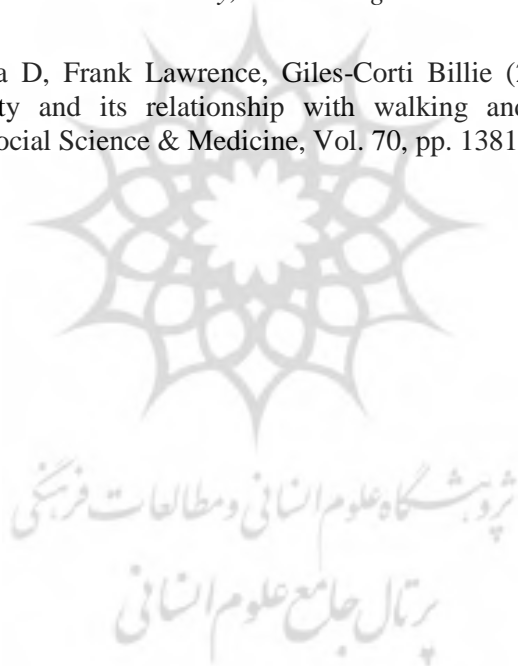 a D, Frank Lawrence, Giles-Corti Billie (
ty and its relationship with walking and
ocial Science & Medicine, Vol. 70, pp. 1381
پژوهشگاه علوم انسانی و مطالعات فرهنگی
پرتال جامع علوم انسانی